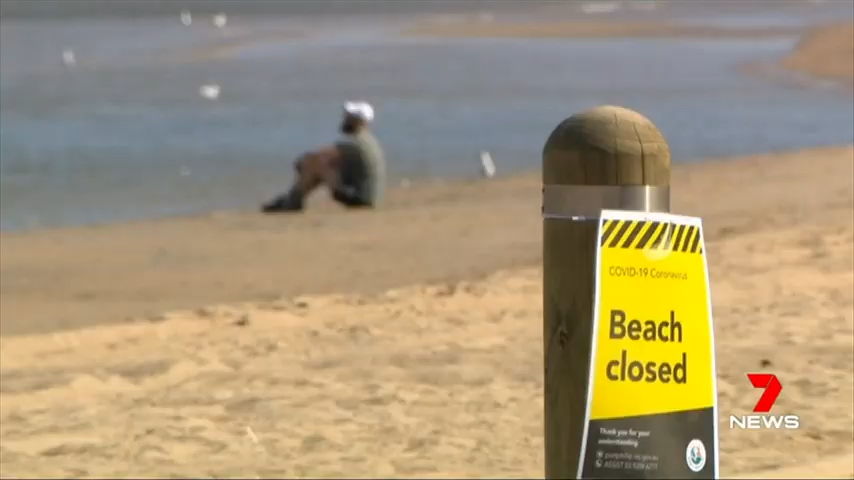 COVID-19 Coronavirus
Beach
closed
Thank you for your
understanding
7
NEWS